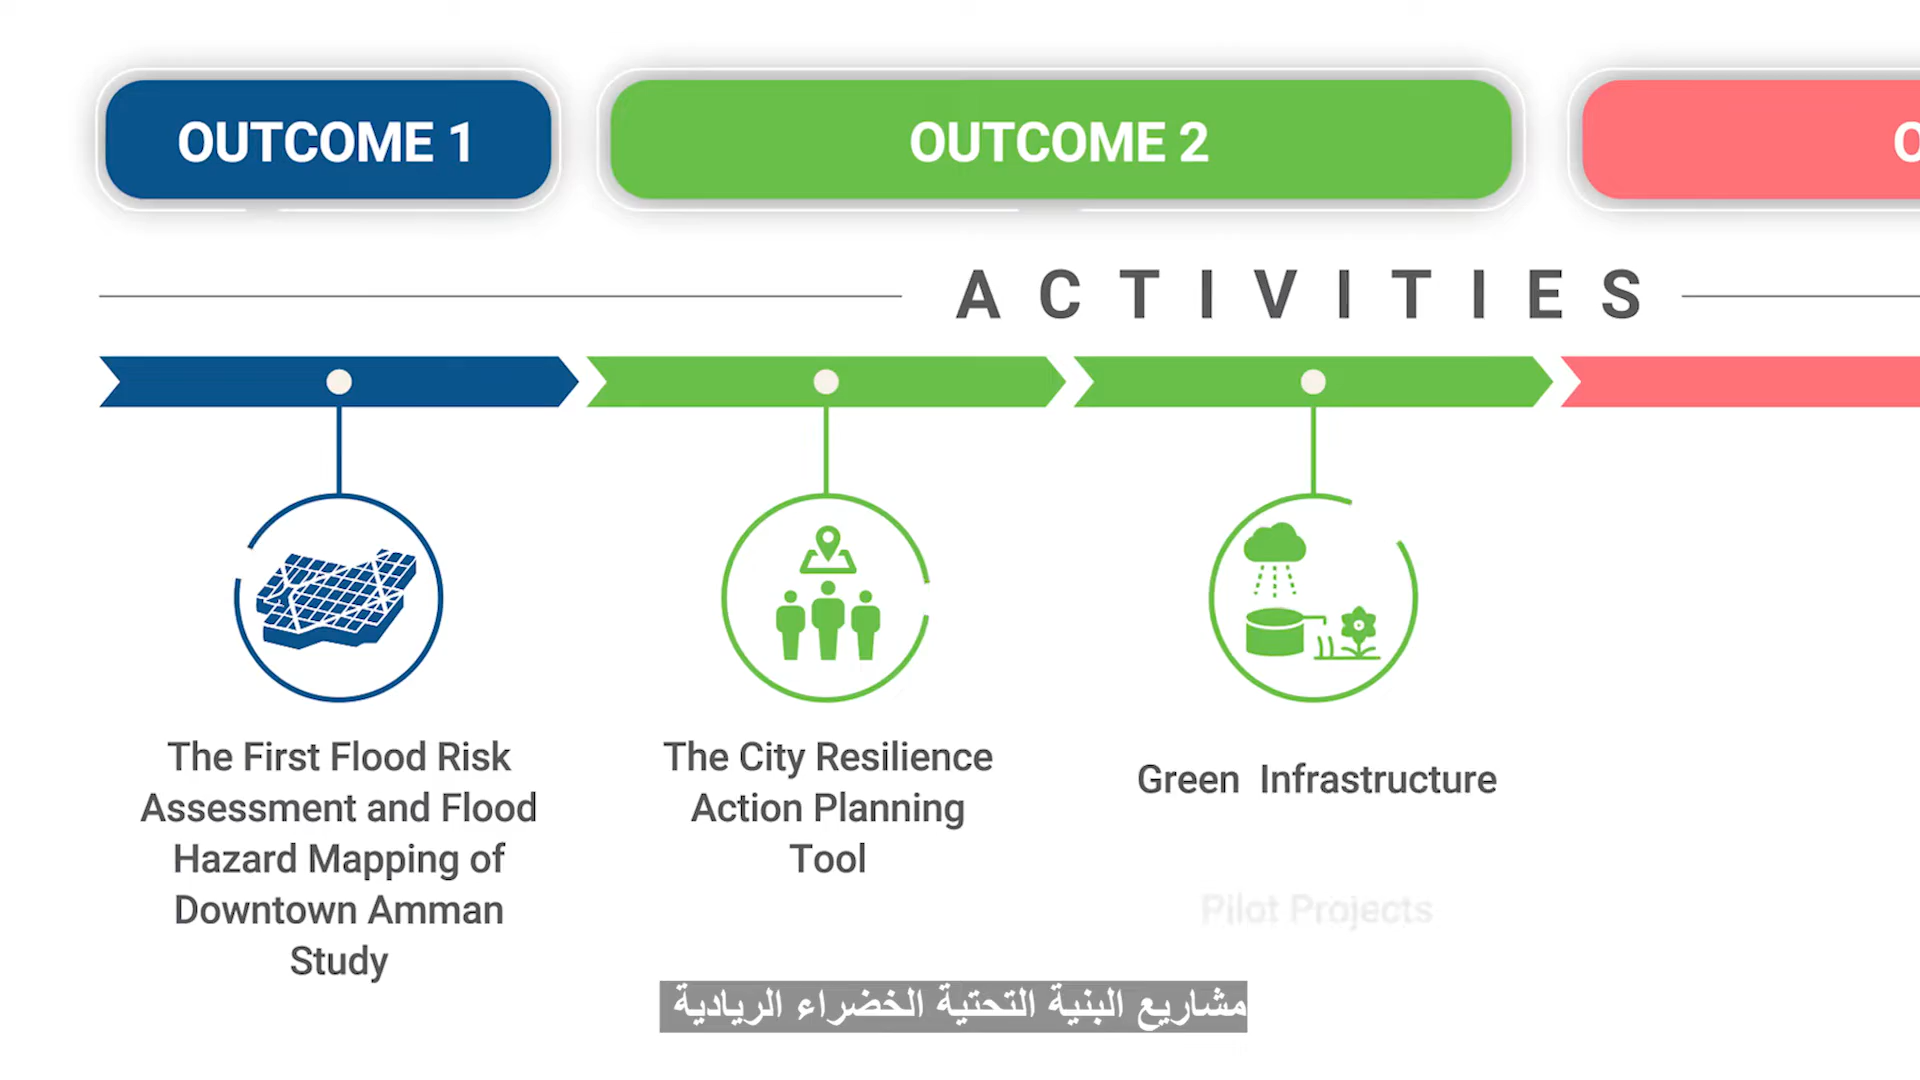 OUTCOME 1
OUTCOME 2
O
ACTIVITIES
The First Flood Risk
Assessment and Flood
Hazard Mapping of
Downtown Amman
Study
The City Resilience
Action Planning
Tool
Green Infrastructure
Pilot Projects
مشاريع البنية التحتية الخضراء الريادية